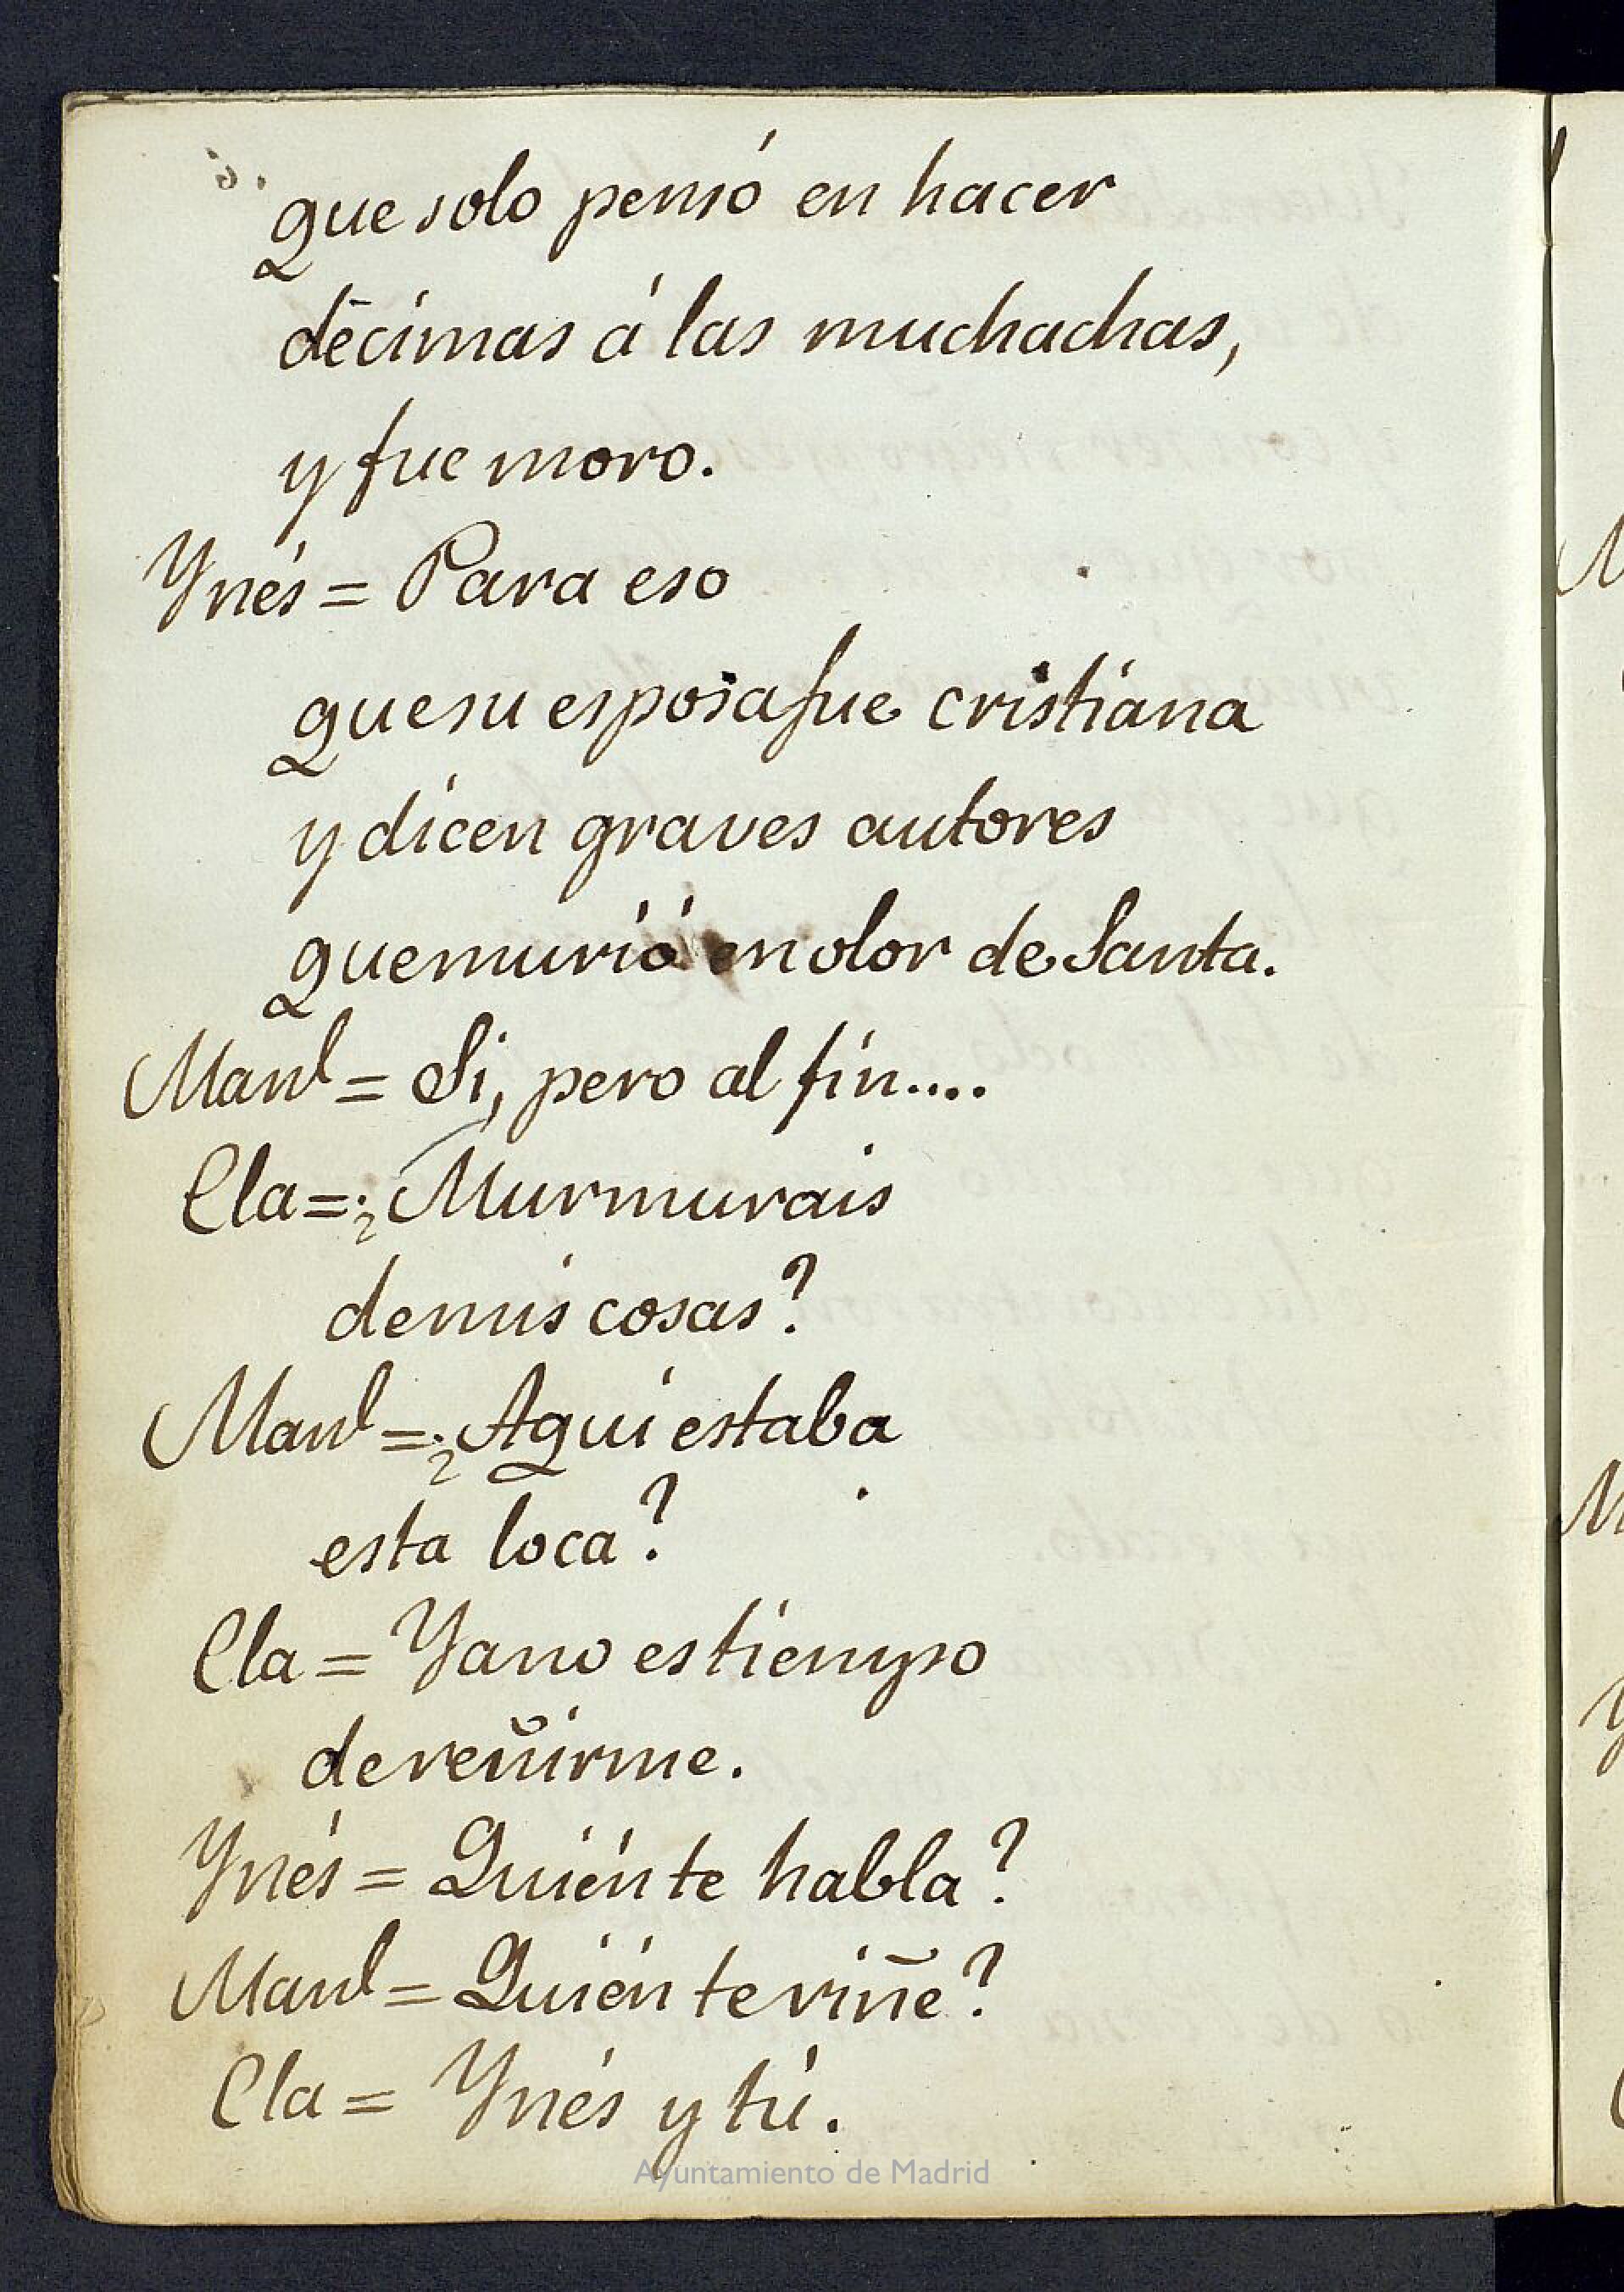 que solo pensó en hacer
décimas á las muchachas,
y fue moro.
Ynés = Para eso
que su esposa fue cristiana
y dicen graves autores
que murió en olor de Santa.
Manl = Si, pero al fin....
Cla = ¿Murmurais
de mis cosas?
Manl = ¿Aqui estaba
esta loca?
Cla = Ya no es tiempo
de reñirme.
Ynés = Quién te habla?
Manl = Quién te riñe?
Cla = Ynés y tú.
Ayuntamiento de Madrid